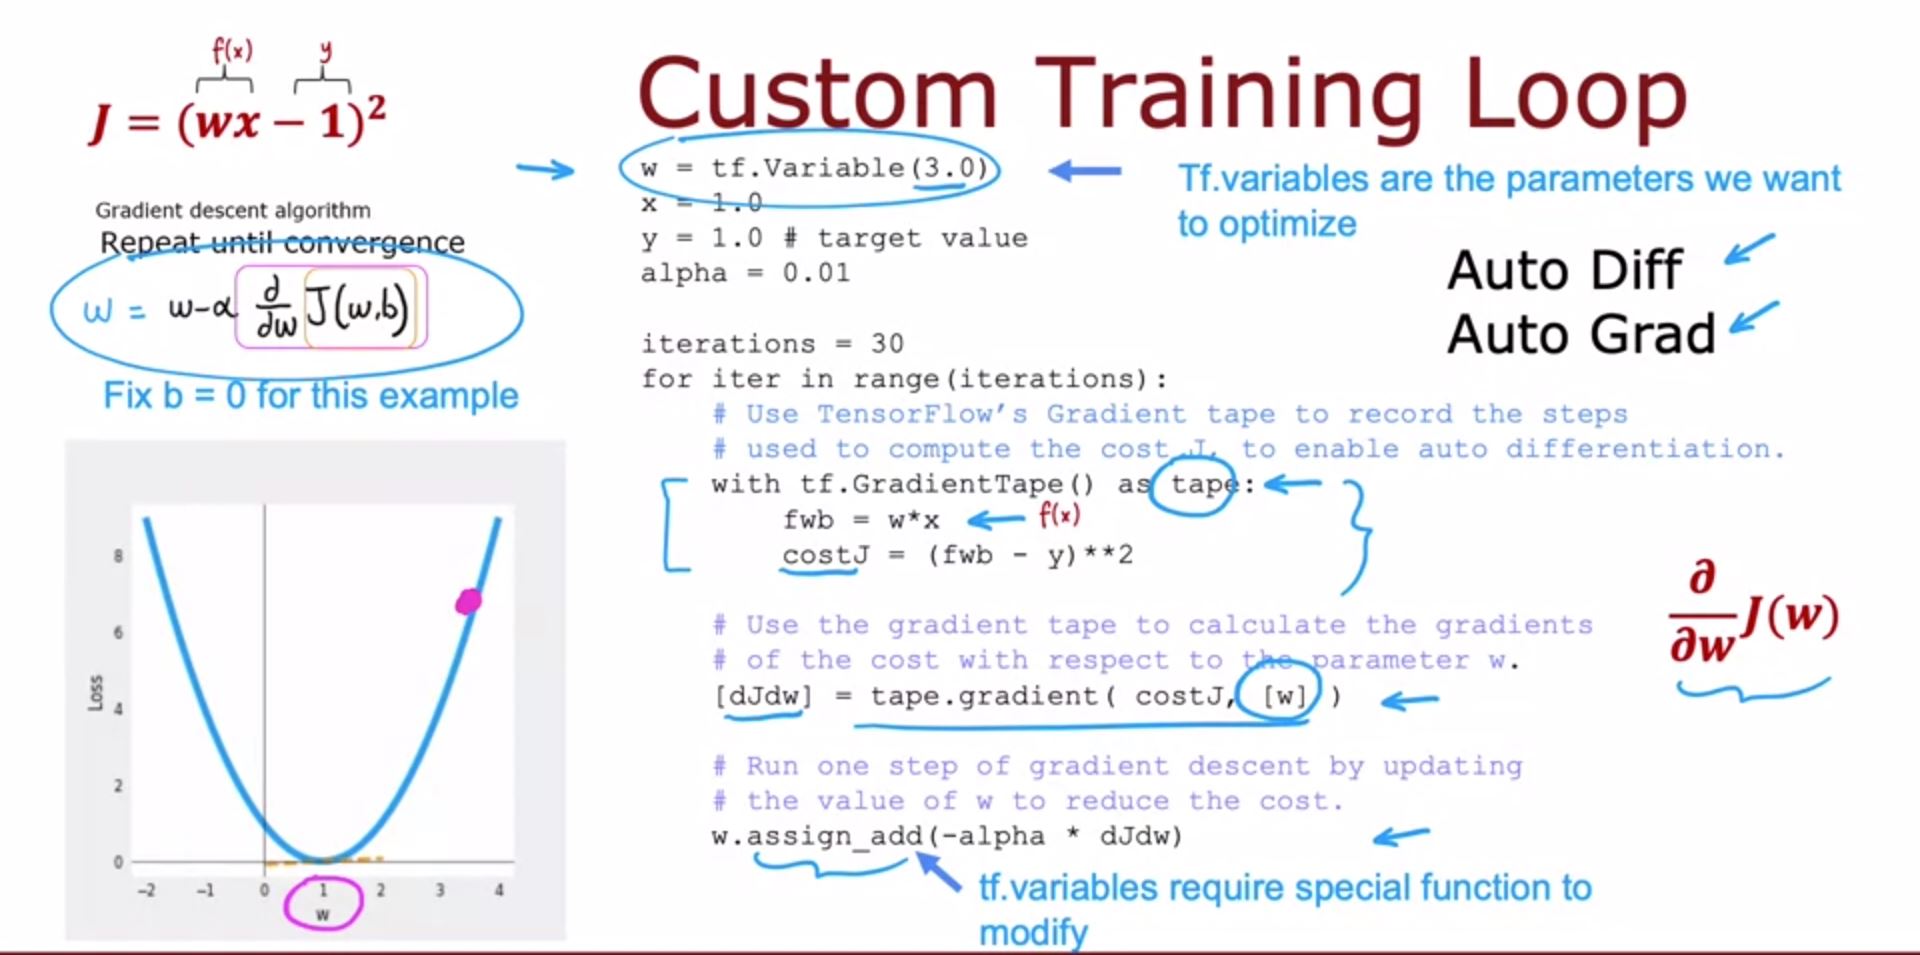 f(x) y
J = (wx − 1)²
Gradient descent algorithm
Repeat until convergence
w = w-α ∂/∂w J(w,b)
Fix b = 0 for this example
8
6
4
2
0
Loss
-2 -1 0 1 2 3 4
w
Custom Training Loop
w = tf.Variable(3.0)
x = 1.0
y = 1.0 # target value
alpha = 0.01
Tf.variables are the parameters we want
to optimize
Auto Diff
Auto Grad
iterations = 30
for iter in range(iterations):
# Use TensorFlow's Gradient tape to record the steps
# used to compute the cost J, to enable auto differentiation.
with tf.GradientTape() as tape:
fwb = w*x f(x)
costJ = (fwb - y)**2
# Use the gradient tape to calculate the gradients
# of the cost with respect to the parameter w.
[dJdw] = tape.gradient( costJ, [w] )
∂/∂w J(w)
# Run one step of gradient descent by updating
# the value of w to reduce the cost.
w.assign_add(-alpha * dJdw)
tf.variables require special function to
modify